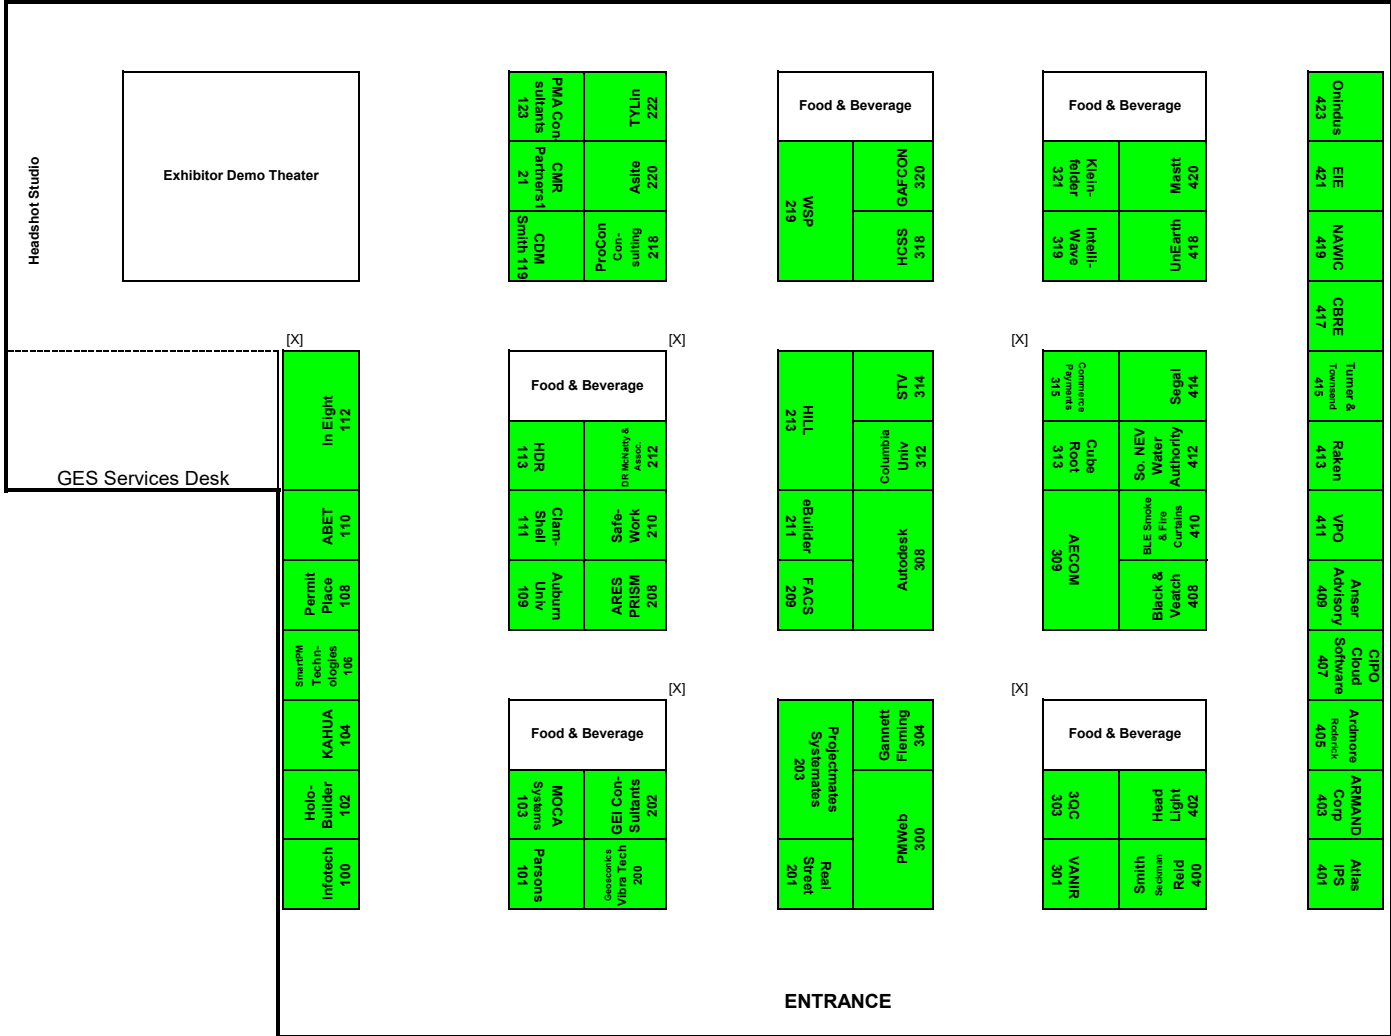 Headshot Studio
Exhibitor Demo Theater
PMA Con
sultants
123
TYLin
222
CMR
Partners1
21
Asite
220
CDM
Smith 119
ProCon
Con-
sulting
218
Food & Beverage
WSP
219
GAFCON
320
HCSS
318
Food & Beverage
Klein-
felder
321
Mastt
420
Intelli-
Wave
319
UnEarth
418
Onindus
423
EIE
421
NAWIC
419
CBRE
417
Turner &
Townsend
415
Raken
413
VPO
411
Anser
Advisory
409
CIPO
Cloud
Software
407
Ardmore
Roderick
405
ARMAND
Corp
403
Atlas
IPS
401
[X]
[X]
[X]
GES Services Desk
In Eight
112
ABET
110
Permit
Place
108
SmartPM
Techn-
ologies
106
KAHUA
104
Holo-
Builder
102
Infotech
100
Food & Beverage
HDR
113
DR McNatty &
Assoc.
212
Clam-
Shell
111
Safe-
Work
210
Auburn
Univ
109
ARES
PRISM
208
HILL
213
STV
314
Columbia
Univ
312
eBuilder
211
Autodesk
308
FACS
209
Commerce
Payments
315
Segal
414
Cube
Root
313
So. NEV
Water
Authority
412
AECOM
309
BLE Smoke
& Fire
Curtains
410
Black &
Veatch
408
[X]
[X]
Food & Beverage
MOCA
Systems
103
GEI Con-
Sultants
202
Parsons
101
Geosconics
Vibra Tech
200
Projectmates
Systemates
203
Gannett
Fleming
304
PMWeb
300
Real
Street
201
Food & Beverage
3QC
303
Head
Light
402
VANIR
301
Smith
Seckman
Reid
400
ENTRANCE